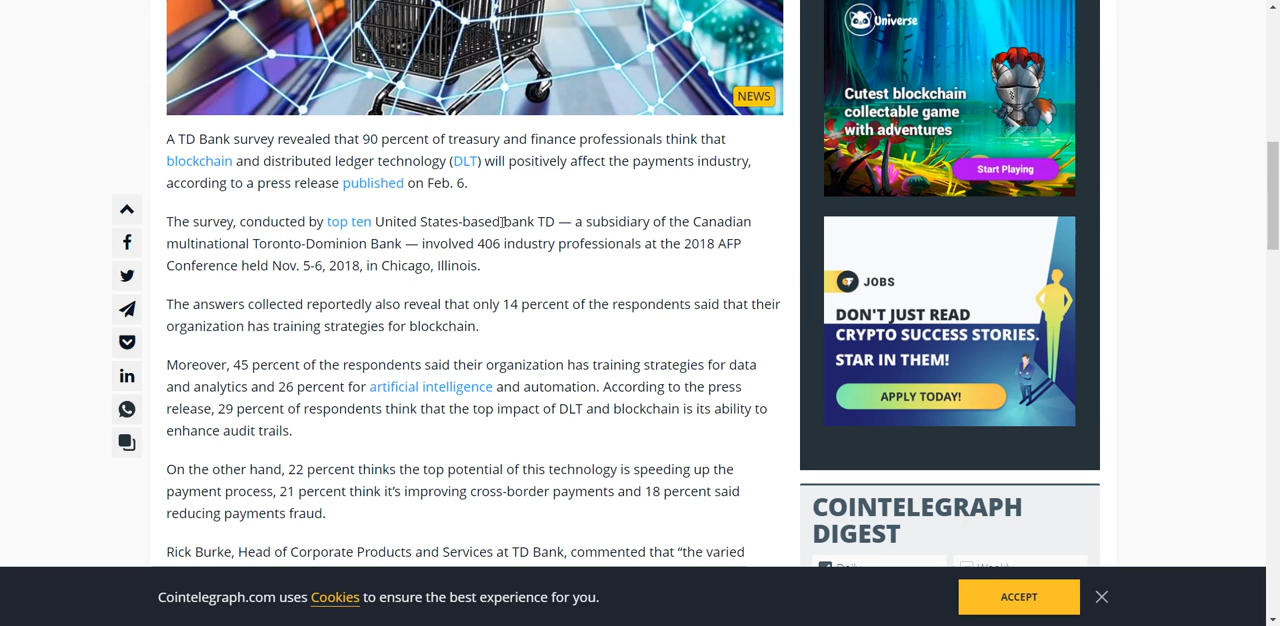 NEWS
A TD Bank survey revealed that 90 percent of treasury and finance professionals think that
blockchain and distributed ledger technology (DLT) will positively affect the payments industry,
according to a press release published on Feb. 6.
The survey, conducted by top ten United States-based bank TD — a subsidiary of the Canadian
multinational Toronto-Dominion Bank — involved 406 industry professionals at the 2018 AFP
Conference held Nov. 5-6, 2018, in Chicago, Illinois.
The answers collected reportedly also reveal that only 14 percent of the respondents said that their
organization has training strategies for blockchain.
Moreover, 45 percent of the respondents said their organization has training strategies for data
and analytics and 26 percent for artificial intelligence and automation. According to the press
release, 29 percent of respondents think that the top impact of DLT and blockchain is its ability to
enhance audit trails.
On the other hand, 22 percent thinks the top potential of this technology is speeding up the
payment process, 21 percent think it's improving cross-border payments and 18 percent said
reducing payments fraud.
Rick Burke, Head of Corporate Products and Services at TD Bank, commented that “the varied
Universe
Cutest blockchain
collectable game
with adventures
Start Playing
JOBS
DON'T JUST READ
CRYPTO SUCCESS STORIES.
STAR IN THEM!
APPLY TODAY!
COINTELEGRAPH
DIGEST
Cointelegraph.com uses Cookies to ensure the best experience for you.
ACCEPT